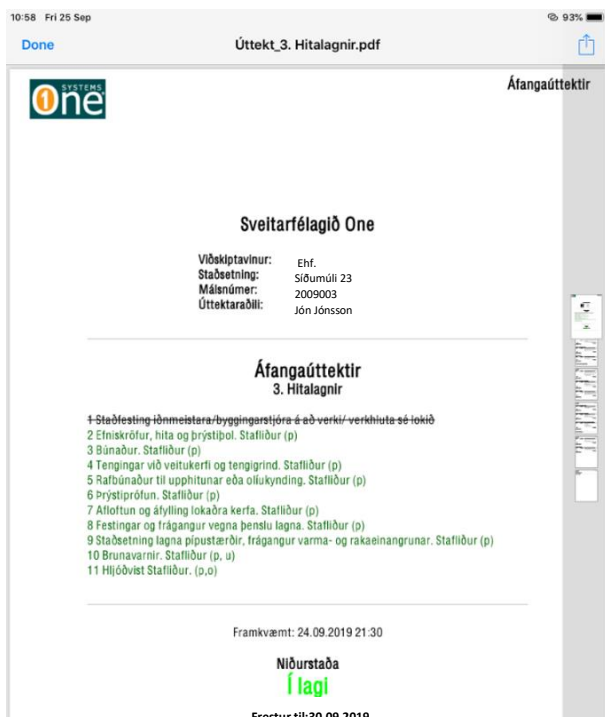 10:58 Fri 25 Sep
93%
Done
Úttekt_3. Hitalagnir.pdf
Áfangaúttektir
SYSTEMS
One
Sveitarfélagið One
Viðskiptavinur: Ehf.
Staðsetning: Síðumúli 23
Málsnúmer: 2009003
Úttektaraðili: Jón Jónsson
Áfangaúttektir
3. Hitalagnir
1 Staðfesting iðnmeistara/byggingarstjóra á að verki/ verkhluta sé lokið
2 Efniskröfur, hita og þrýstiþol. Stafliður (p)
3 Búnaður. Stafliður (p)
4 Tengingar við veitukerfi og tengigrind. Stafliður (p)
5 Rafbúnaður til upphitunar eða olíukynding. Stafliður (p)
6 Þrýstiprófun. Stafliður (p)
7 Afloftun og áfylling lokaðra kerfa. Stafliður (p)
8 Festingar og frágangur vegna þenslu lagna. Stafliður (p)
9 Staðsetning lagna pípustærðir, frágangur varma- og rakaeinangrunar. Stafliður (p)
10 Brunavarnir. Stafliður (p, u)
11 Hljóðvist Stafliður. (p,o)
Framkvæmt: 24.09.2019 21:30
Niðurstaða
Í lagi
Frestur til:30.09.2019